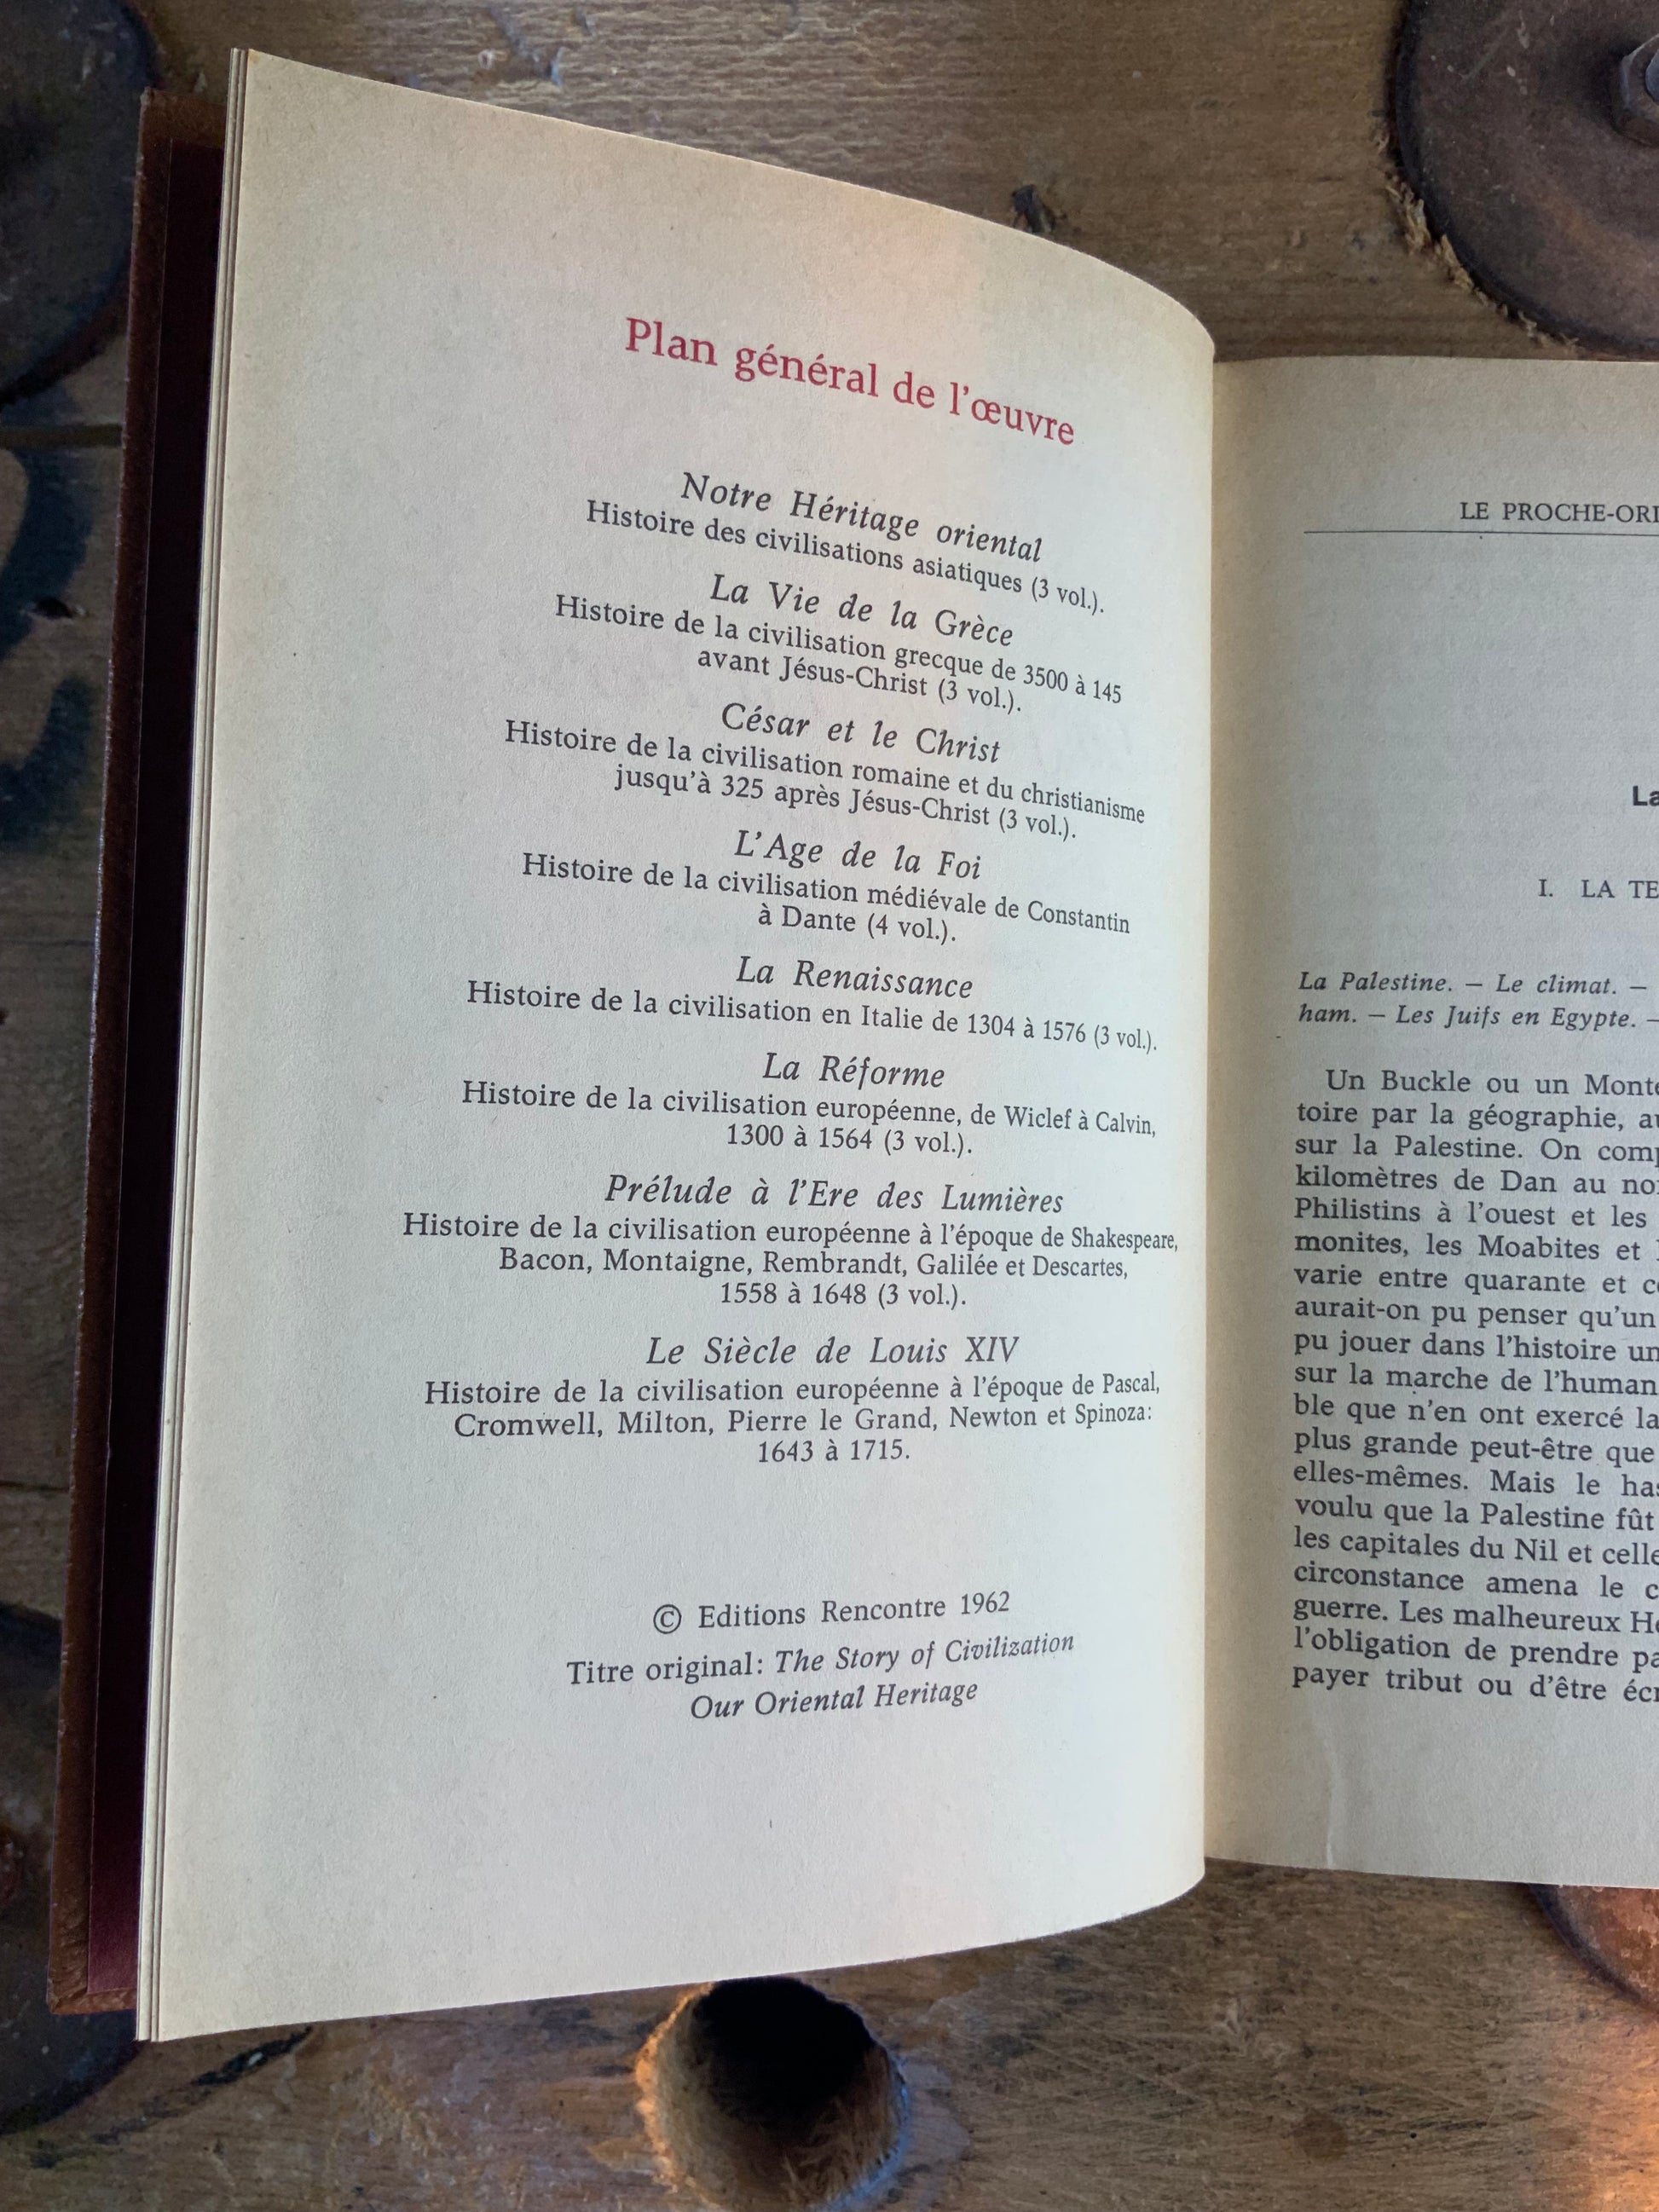 Plan général de l'œuvre
Notre Héritage oriental
Histoire des civilisations asiatiques (3 vol.).
La Vie de la Grèce
Histoire de la civilisation grecque de 3500 à 145
avant Jésus-Christ (3 vol.).
César et le Christ
Histoire de la civilisation romaine et du christianisme
jusqu'à 325 après Jésus-Christ (3 vol.).
L'Age de la Foi
Histoire de la civilisation médiévale de Constantin
à Dante (4 vol.).
La Renaissance
Histoire de la civilisation en Italie de 1304 à 1576 (3 vol.).
La Réforme
Histoire de la civilisation européenne, de Wiclef à Calvin,
1300 à 1564 (3 vol.).
Prélude à l'Ere des Lumières
Histoire de la civilisation européenne à l'époque de Shakespeare,
Bacon, Montaigne, Rembrandt, Galilée et Descartes,
1558 à 1648 (3 vol.).
Le Siècle de Louis XIV
Histoire de la civilisation européenne à l'époque de Pascal,
Cromwell, Milton, Pierre le Grand, Newton et Spinoza:
1643 à 1715.
© Editions Rencontre 1962
Titre original: The Story of Civilization
Our Oriental Heritage
LE PROCHE-ORI
La
I. LA TE
La Palestine. — Le climat. —
ham. — Les Juifs en Egypte. —
Un Buckle ou un Monte
toire par la géographie, au
sur la Palestine. On comp
kilomètres de Dan au no
Philistins à l'ouest et les
monites, les Moabites et
varie entre quarante et c
aurait-on pu penser qu'un
pu jouer dans l'histoire un
sur la marche de l'human
ble que n'en ont exercé la
plus grande peut-être que
elles-mêmes. Mais le has
voulu que la Palestine fût
les capitales du Nil et celle
circonstance amena le c
guerre. Les malheureux Hé
l'obligation de prendre pa
payer tribut ou d'être écr